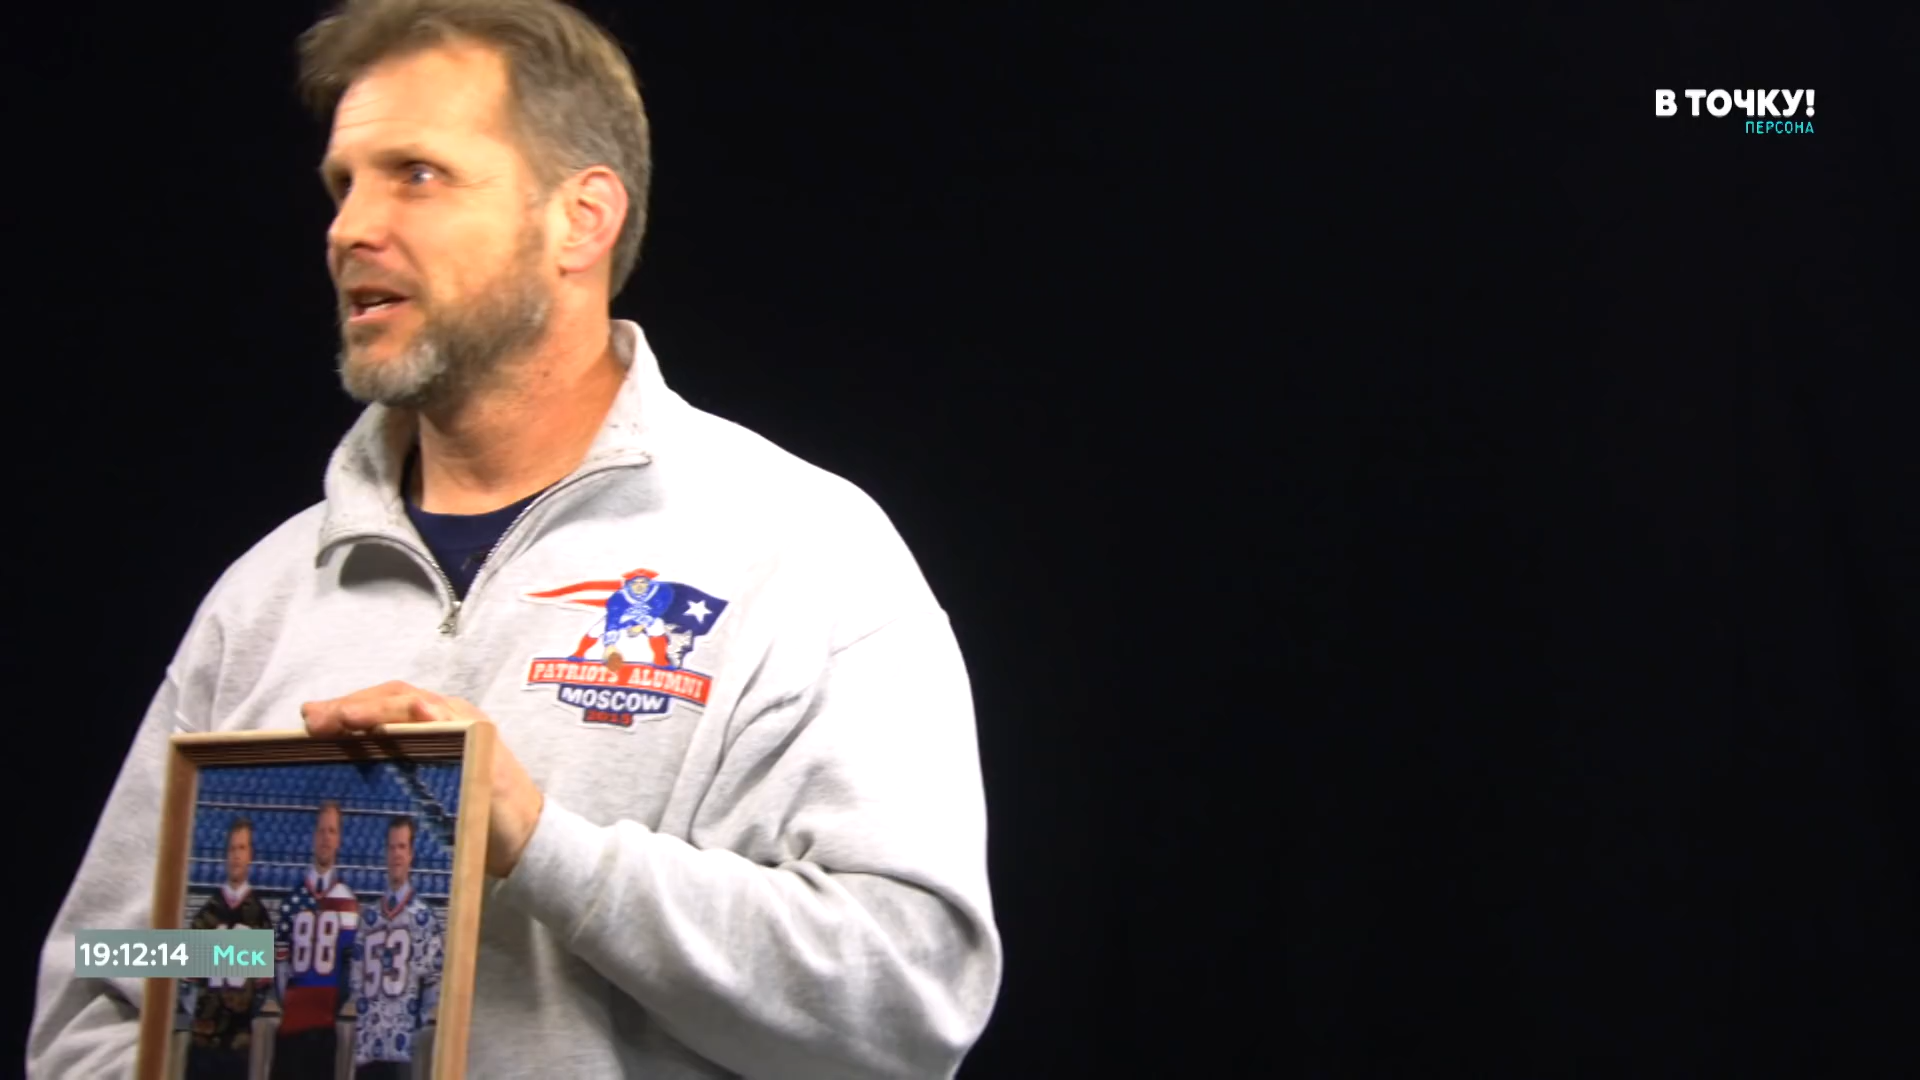 В ТОЧКУ!
ПЕРСОНА
PATRIOTS ALUMNI
MOSCOW
88
53
19:12:14 Мск